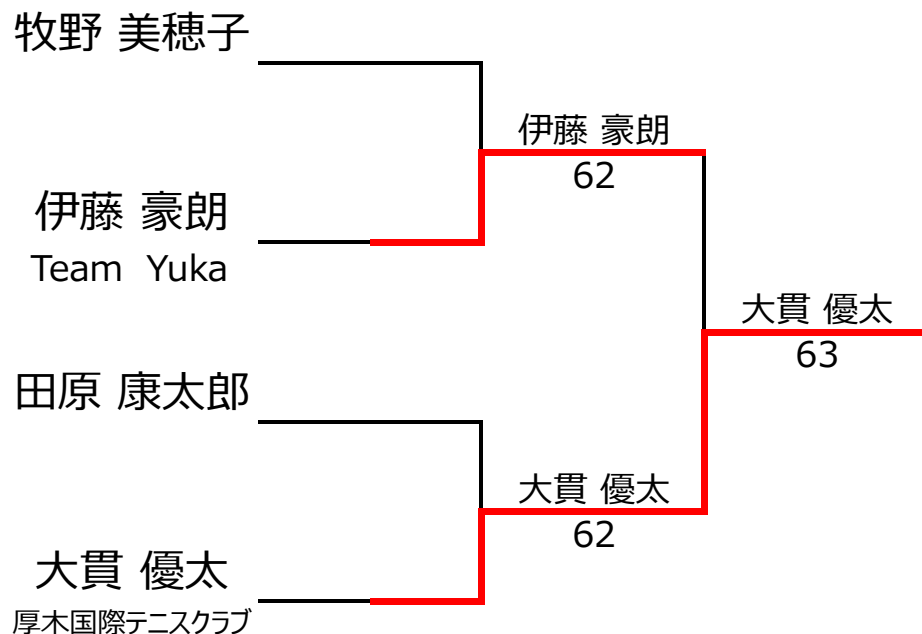 牧野 美穂子
伊藤 豪朗
62
伊藤 豪朗
Team Yuka
大貫 優太
63
田原 康太郎
大貫 優太
62
大貫 優太
厚木国際テニスクラブ